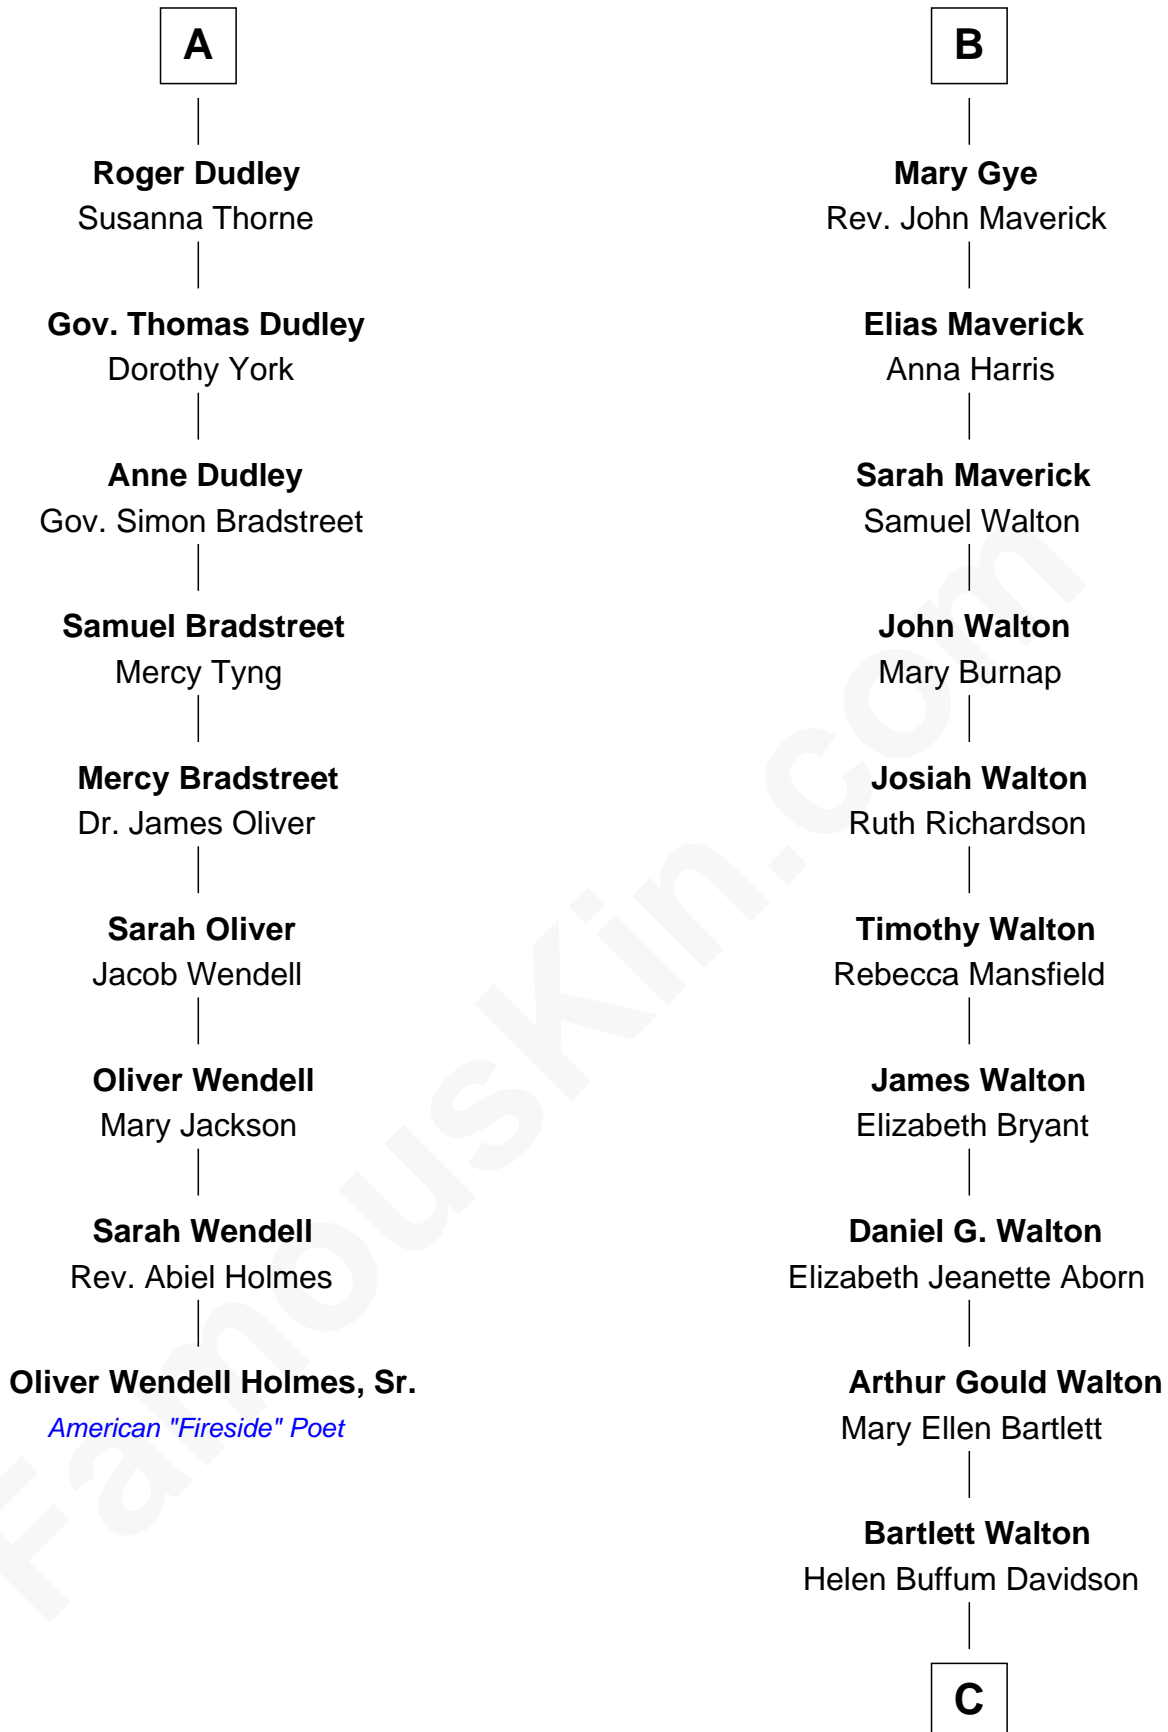 A
Roger Dudley
Susanna Thorne
Gov. Thomas Dudley
Dorothy York
Anne Dudley
Gov. Simon Bradstreet
Samuel Bradstreet
Mercy Tyng
Mercy Bradstreet
Dr. James Oliver
Sarah Oliver
Jacob Wendell
Oliver Wendell
Mary Jackson
Sarah Wendell
Rev. Abiel Holmes
Oliver Wendell Holmes, Sr.
American "Fireside" Poet
B
Mary Gye
Rev. John Maverick
Elias Maverick
Anna Harris
Sarah Maverick
Samuel Walton
John Walton
Mary Burnap
Josiah Walton
Ruth Richardson
Timothy Walton
Rebecca Mansfield
James Walton
Elizabeth Bryant
Daniel G. Walton
Elizabeth Jeanette Aborn
Arthur Gould Walton
Mary Ellen Bartlett
Bartlett Walton
Helen Buffum Davidson
C
FamousKin.com